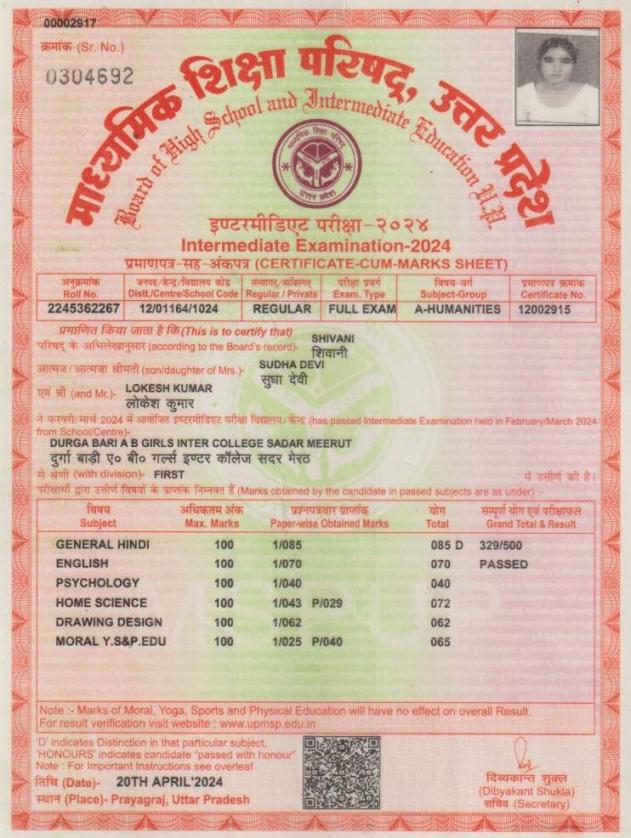 00002917
क्रमांक (Sr. No.)
0304692
माध्यमिक शिक्षा परिषद्, उत्तर प्रदेश
Board of High School and Intermediate Education U.P.
माध्यमिक शिक्षा परिषद्
उत्तर प्रदेश
इण्टरमीडिएट परीक्षा-२०२४
Intermediate Examination-2024
प्रमाणपत्र-सह-अंकपत्र (CERTIFICATE-CUM-MARKS SHEET)
अनुक्रमांक जनपद/केन्द्र/विद्यालय कोड संस्थागत/व्यक्तिगत परीक्षा प्रवर्ग विषय-वर्ग प्रमाणपत्र क्रमांक
Roll No. Distt./Centre/School Code Regular / Private Exam. Type Subject-Group Certificate No.
2245362267 12/01164/1024 REGULAR FULL EXAM A-HUMANITIES 12002915
प्रमाणित किया जाता है कि (This is to certify that)
SHIVANI
परिषद् के अभिलेखानुसार (according to the Board's record)- शिवानी
SUDHA DEVI
आत्मज/आत्मजा श्रीमती (son/daughter of Mrs.)- सुधा देवी
एवं श्री (and Mr.)- LOKESH KUMAR
लोकेश कुमार
ने फरवरी/मार्च 2024 में आयोजित इण्टरमीडिएट परीक्षा विद्यालय/केन्द्र (has passed Intermediate Examination held in February/March 2024
from School/Centre)-
DURGA BARI A B GIRLS INTER COLLEGE SADAR MEERUT
दुर्गा बाड़ी ए० बी० गर्ल्स इण्टर कॉलेज सदर मेरठ
से श्रेणी (with division)- FIRST में उत्तीर्ण की है।
परीक्षार्थी द्वारा उत्तीर्ण विषयों के प्राप्तांक निम्नवत हैं (Marks obtained by the candidate in passed subjects are as under) :-
विषय अधिकतम अंक प्रश्नपत्रवार प्राप्तांक योग सम्पूर्ण योग एवं परीक्षाफल
Subject Max. Marks Paper-wise Obtained Marks Total Grand Total & Result
GENERAL HINDI 100 1/085 085 D 329/500
ENGLISH 100 1/070 070 PASSED
PSYCHOLOGY 100 1/040 040
HOME SCIENCE 100 1/043 P/029 072
DRAWING DESIGN 100 1/062 062
MORAL Y.S&P.EDU 100 1/025 P/040 065
Note :- Marks of Moral, Yoga, Sports and Physical Education will have no effect on overall Result.
For result verification visit website : www.upmsp.edu.in
'D' indicates Distinction in that particular subject,
'HONOURS' indicates candidate "passed with honour"
Note : For Important Instructions see overleaf
तिथि (Date)- 20TH APRIL'2024
स्थान (Place)- Prayagraj, Uttar Pradesh
दिव्यकान्त शुक्ल
(Dibyakant Shukla)
सचिव (Secretary)